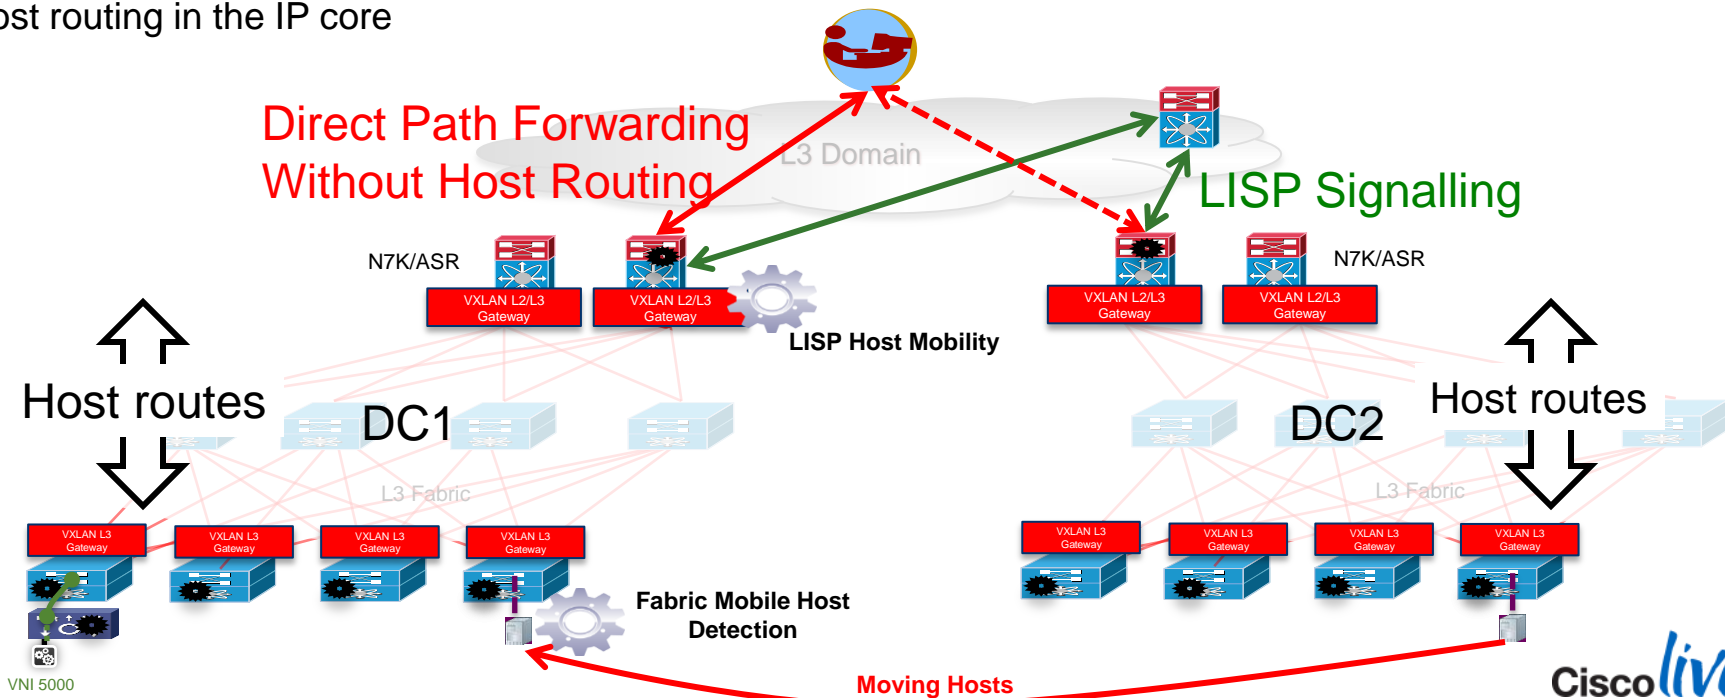 ost routing in the IP core
Direct Path Forwarding
Without Host Routing
L3 Domain
LISP Signalling
N7K/ASR
N7K/ASR
VXLAN L2/L3
Gateway
VXLAN L2/L3
Gateway
VXLAN L2/L3
Gateway
VXLAN L2/L3
Gateway
LISP Host Mobility
Host routes
DC1
DC2
Host routes
L3 Fabric
L3 Fabric
VXLAN L3
Gateway
VXLAN L3
Gateway
VXLAN L3
Gateway
VXLAN L3
Gateway
VXLAN L3
Gateway
VXLAN L3
Gateway
VXLAN L3
Gateway
VXLAN L3
Gateway
Fabric Mobile Host
Detection
VNI 5000
Moving Hosts
Cisco live